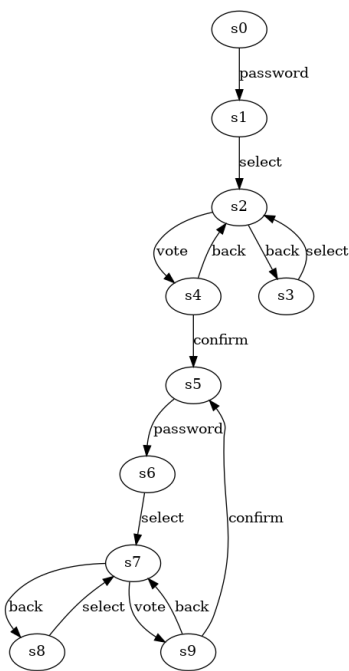 s0
password
s1
select
s2
vote back back select
s4 s3
confirm
s5
password
s6
select confirm
s7
back select vote back
s8 s9